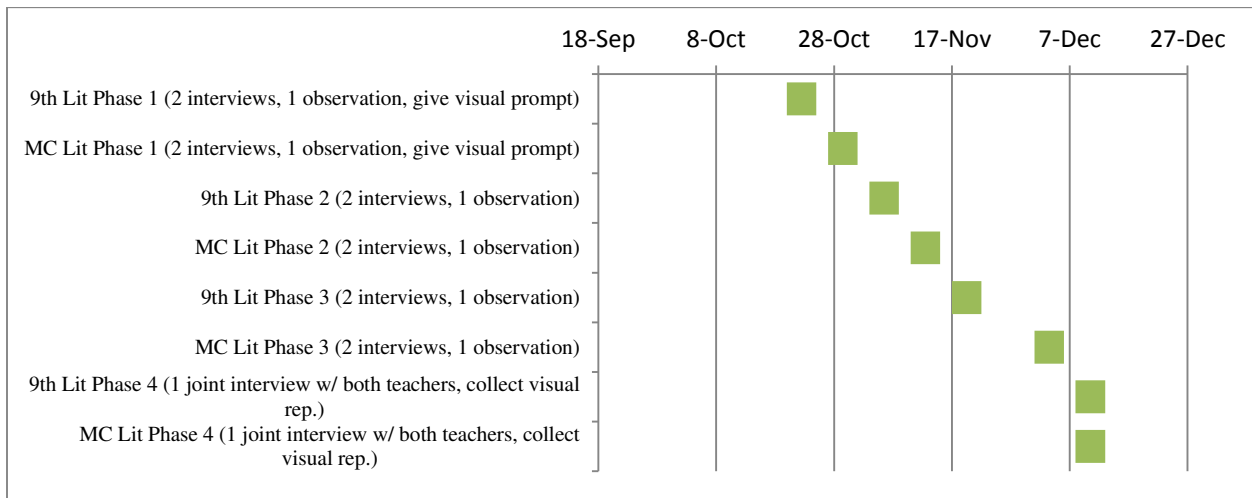 18-Sep 8-Oct 28-Oct 17-Nov 7-Dec 27-Dec
9th Lit Phase 1 (2 interviews, 1 observation, give visual prompt)
MC Lit Phase 1 (2 interviews, 1 observation, give visual prompt)
9th Lit Phase 2 (2 interviews, 1 observation)
MC Lit Phase 2 (2 interviews, 1 observation)
9th Lit Phase 3 (2 interviews, 1 observation)
MC Lit Phase 3 (2 interviews, 1 observation)
9th Lit Phase 4 (1 joint interview w/ both teachers, collect visual
rep.)
MC Lit Phase 4 (1 joint interview w/ both teachers, collect
visual rep.)